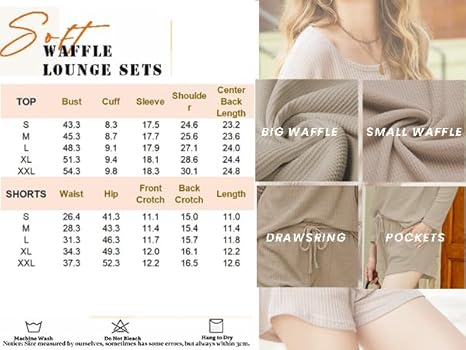 Soft
WAFFLE
LOUNGE SETS
TOP Bust Cuff Sleeve Shoulde r Center Back Length
S 43.3 8.3 17.5 24.6 23.2
M 45.3 8.7 17.7 25.6 23.6
L 48.3 9.1 17.9 27.1 24.0
XL 51.3 9.4 18.1 28.6 24.4
XXL 54.3 9.8 18.3 30.1 24.8
SHORTS Waist Hip Front Crotch Back Crotch Length
S 26.4 41.3 11.1 15.0 11.0
M 28.3 43.3 11.4 15.4 11.4
L 31.3 46.3 11.7 15.7 11.8
XL 34.3 49.3 12.0 16.1 12.2
XXL 37.3 52.3 12.2 16.5 12.6
Machine Wash Do Not Bleach Hang to Dry
Notice: Size measured by ourselves, sometimes has some errors, but always within 3cm.
BIG WAFFLE
SMALL WAFFLE
DRAWSRING
POCKETS